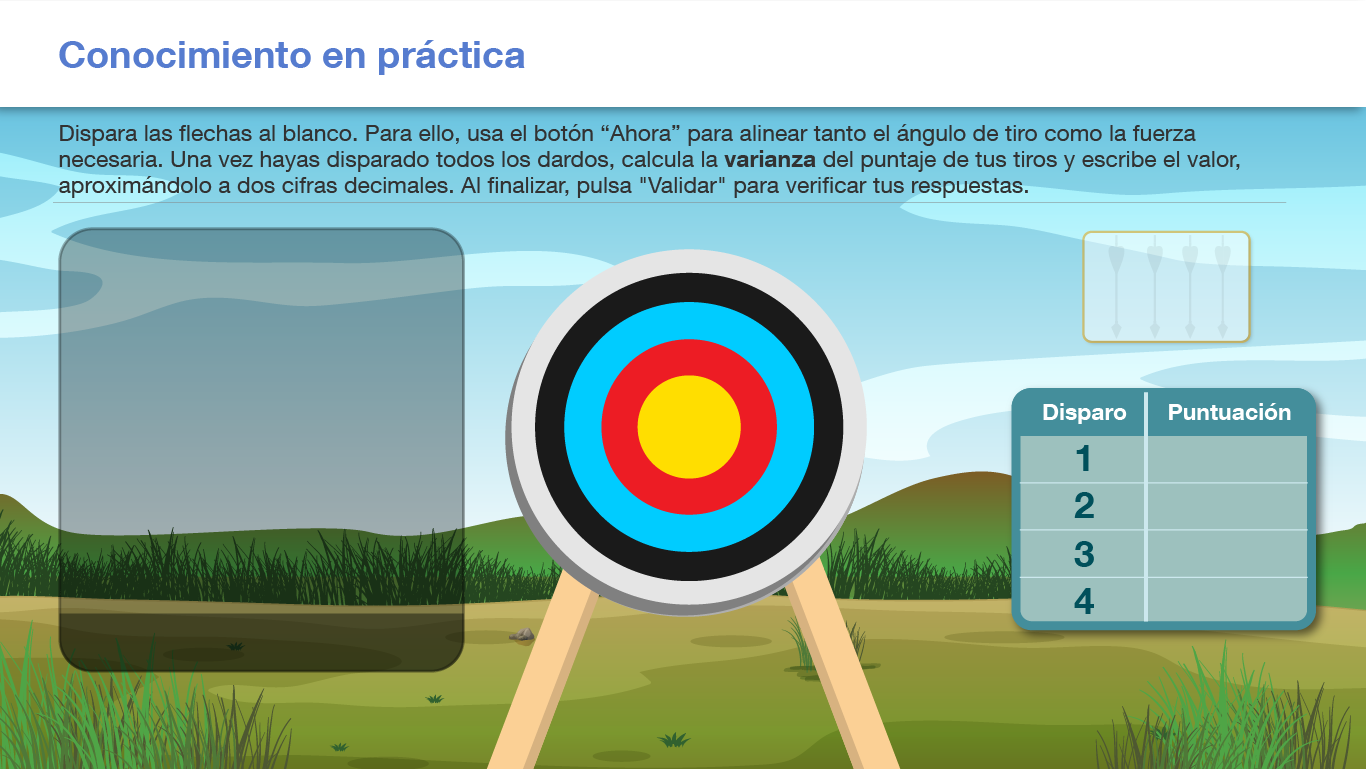 Conocimiento en práctica
Dispara las flechas al blanco. Para ello, usa el botón “Ahora” para alinear tanto el ángulo de tiro como la fuerza
necesaria. Una vez hayas disparado todos los dardos, calcula la varianza del puntaje de tus tiros y escribe el valor,
aproximándolo a dos cifras decimales. Al finalizar, pulsa "Validar" para verificar tus respuestas.
Disparo Puntuación
1
2
3
4